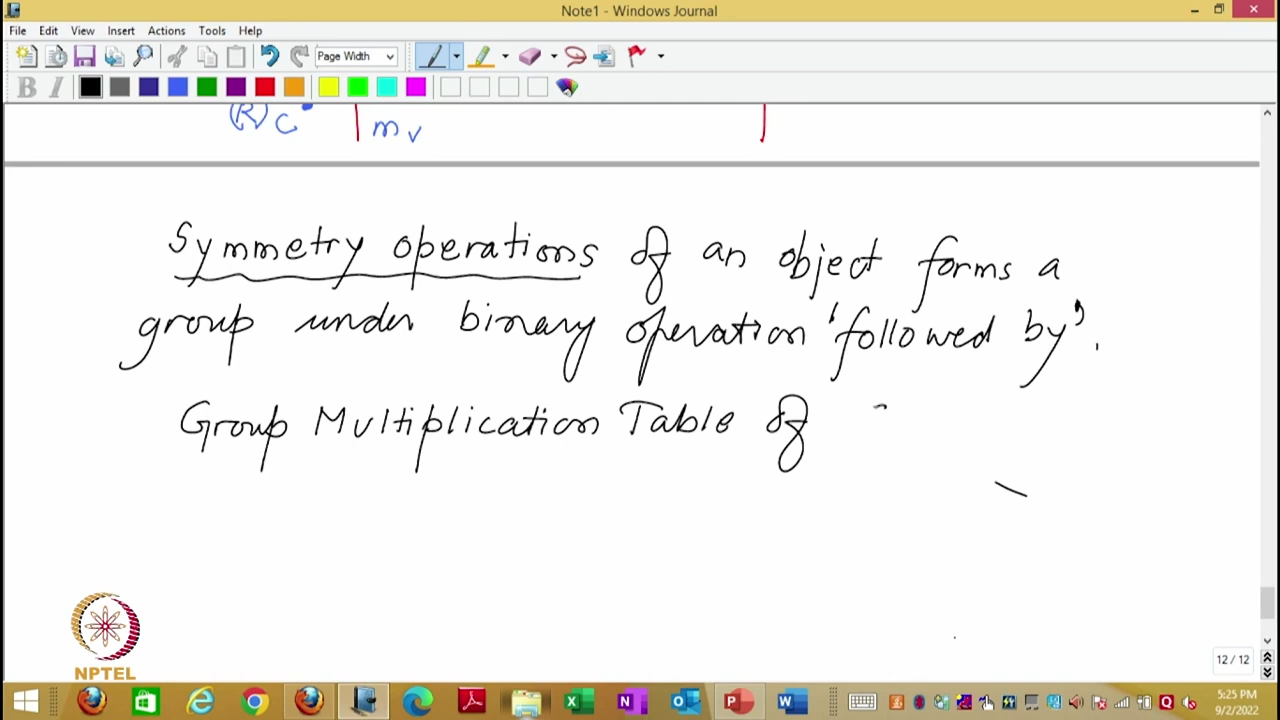 Note1 - Windows Journal
File Edit View Insert Actions Tools Help
Page Width
B I
(R) C m v
Symmetry operations of an object forms a
group under binary operation 'followed by'.
Group Multiplication Table of
NPTEL
12 / 12
5:25 PM
9/2/2022